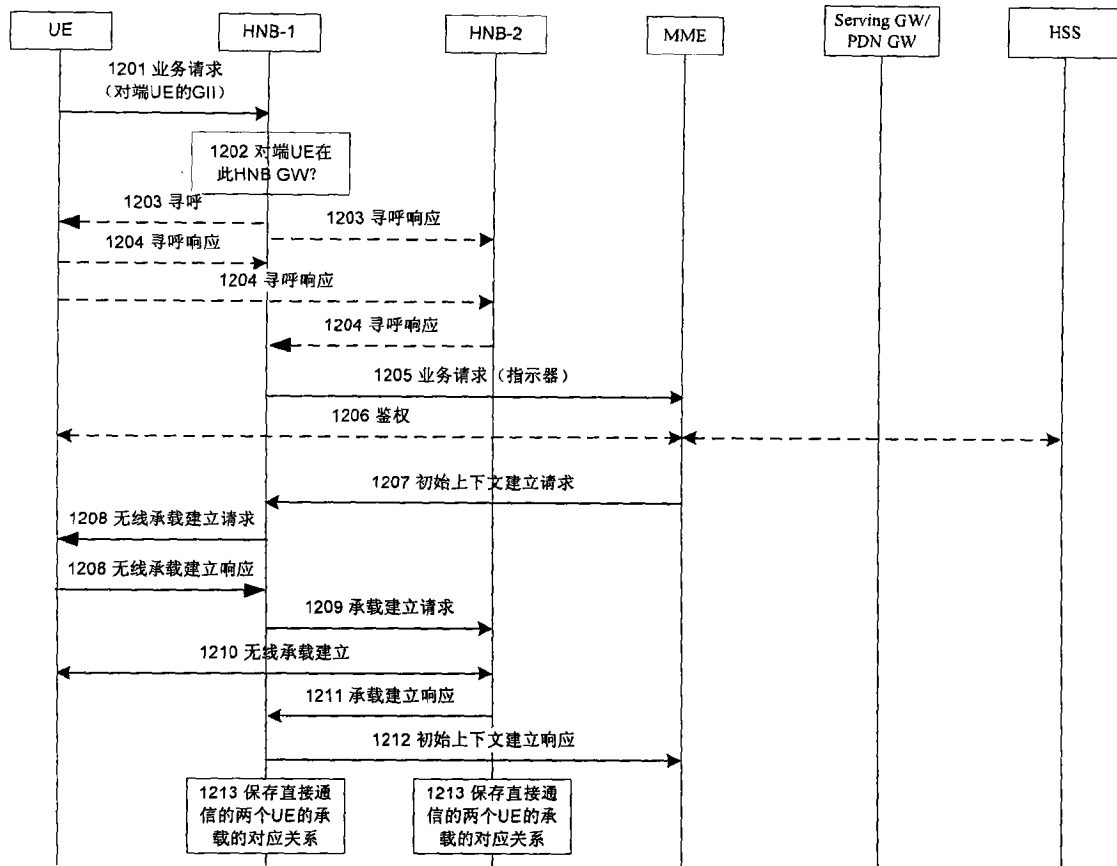 UE
HNB-1
HNB-2
MME
Serving GW/
PDN GW
HSS
1201 业务请求
（对端UE的GII）
1202 对端UE在
此HNB GW?
1203 寻呼
1203 寻呼响应
1204 寻呼响应
1204 寻呼响应
1204 寻呼响应
1205 业务请求（指示器）
1206 鉴权
1207 初始上下文建立请求
1208 无线承载建立请求
1208 无线承载建立响应
1209 承载建立请求
1210 无线承载建立
1211 承载建立响应
1212 初始上下文建立响应
1213 保存直接通
信的两个UE的承
载的对应关系
1213 保存直接通
信的两个UE的承
载的对应关系